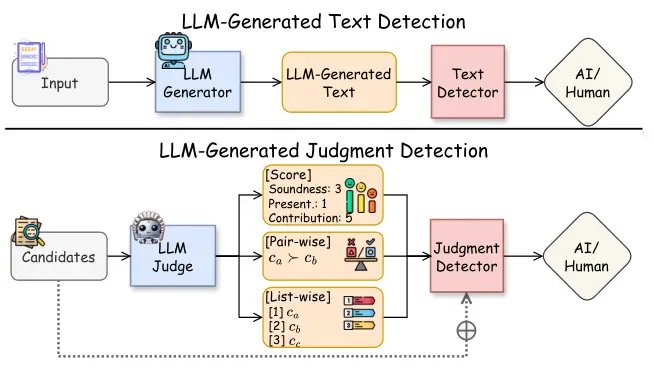 LLM-Generated Text Detection
ESSAY
Input
LLM
Generator
LLM-Generated
Text
Text
Detector
AI/
Human
LLM-Generated Judgment Detection
Candidates
LLM
Judge
[Score]
Soundness: 3
Present.: 1
Contribution: 5
[Pair-wise]
c_a ≻ c_b
[List-wise]
[1] c_a
[2] c_b
[3] c_c
1
2
3
Judgment
Detector
AI/
Human